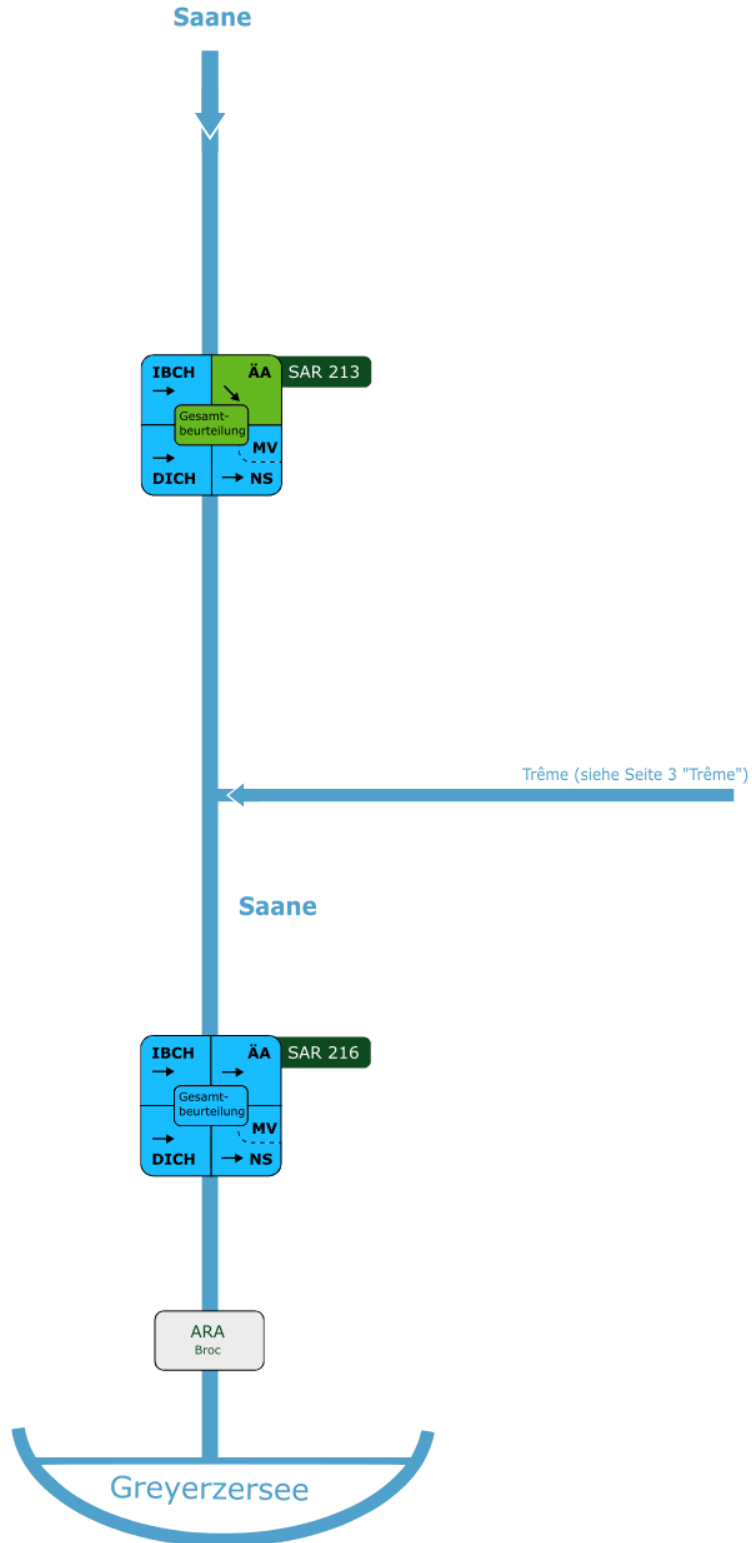 Saane
IBCH
ÄA
SAR 213
Gesamt-
beurteilung
MV
DICH
NS
Trême (siehe Seite 3 "Trême")
Saane
IBCH
ÄA
SAR 216
Gesamt-
beurteilung
MV
DICH
NS
ARA
Broc
Greyerzersee